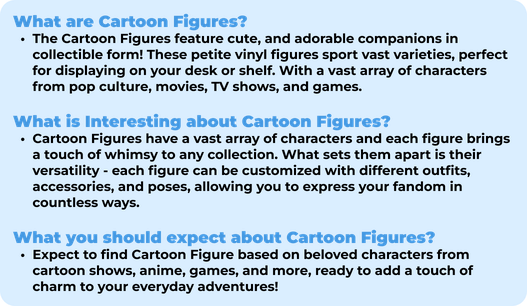 What are Cartoon Figures?
• The Cartoon Figures feature cute, and adorable companions in
collectible form! These petite vinyl figures sport vast varieties, perfect
for displaying on your desk or shelf. With a vast array of characters
from pop culture, movies, TV shows, and games.
What is Interesting about Cartoon Figures?
• Cartoon Figures have a vast array of characters and each figure brings
a touch of whimsy to any collection. What sets them apart is their
versatility - each figure can be customized with different outfits,
accessories, and poses, allowing you to express your fandom in
countless ways.
What you should expect about Cartoon Figures?
• Expect to find Cartoon Figure based on beloved characters from
cartoon shows, anime, games, and more, ready to add a touch of
charm to your everyday adventures!